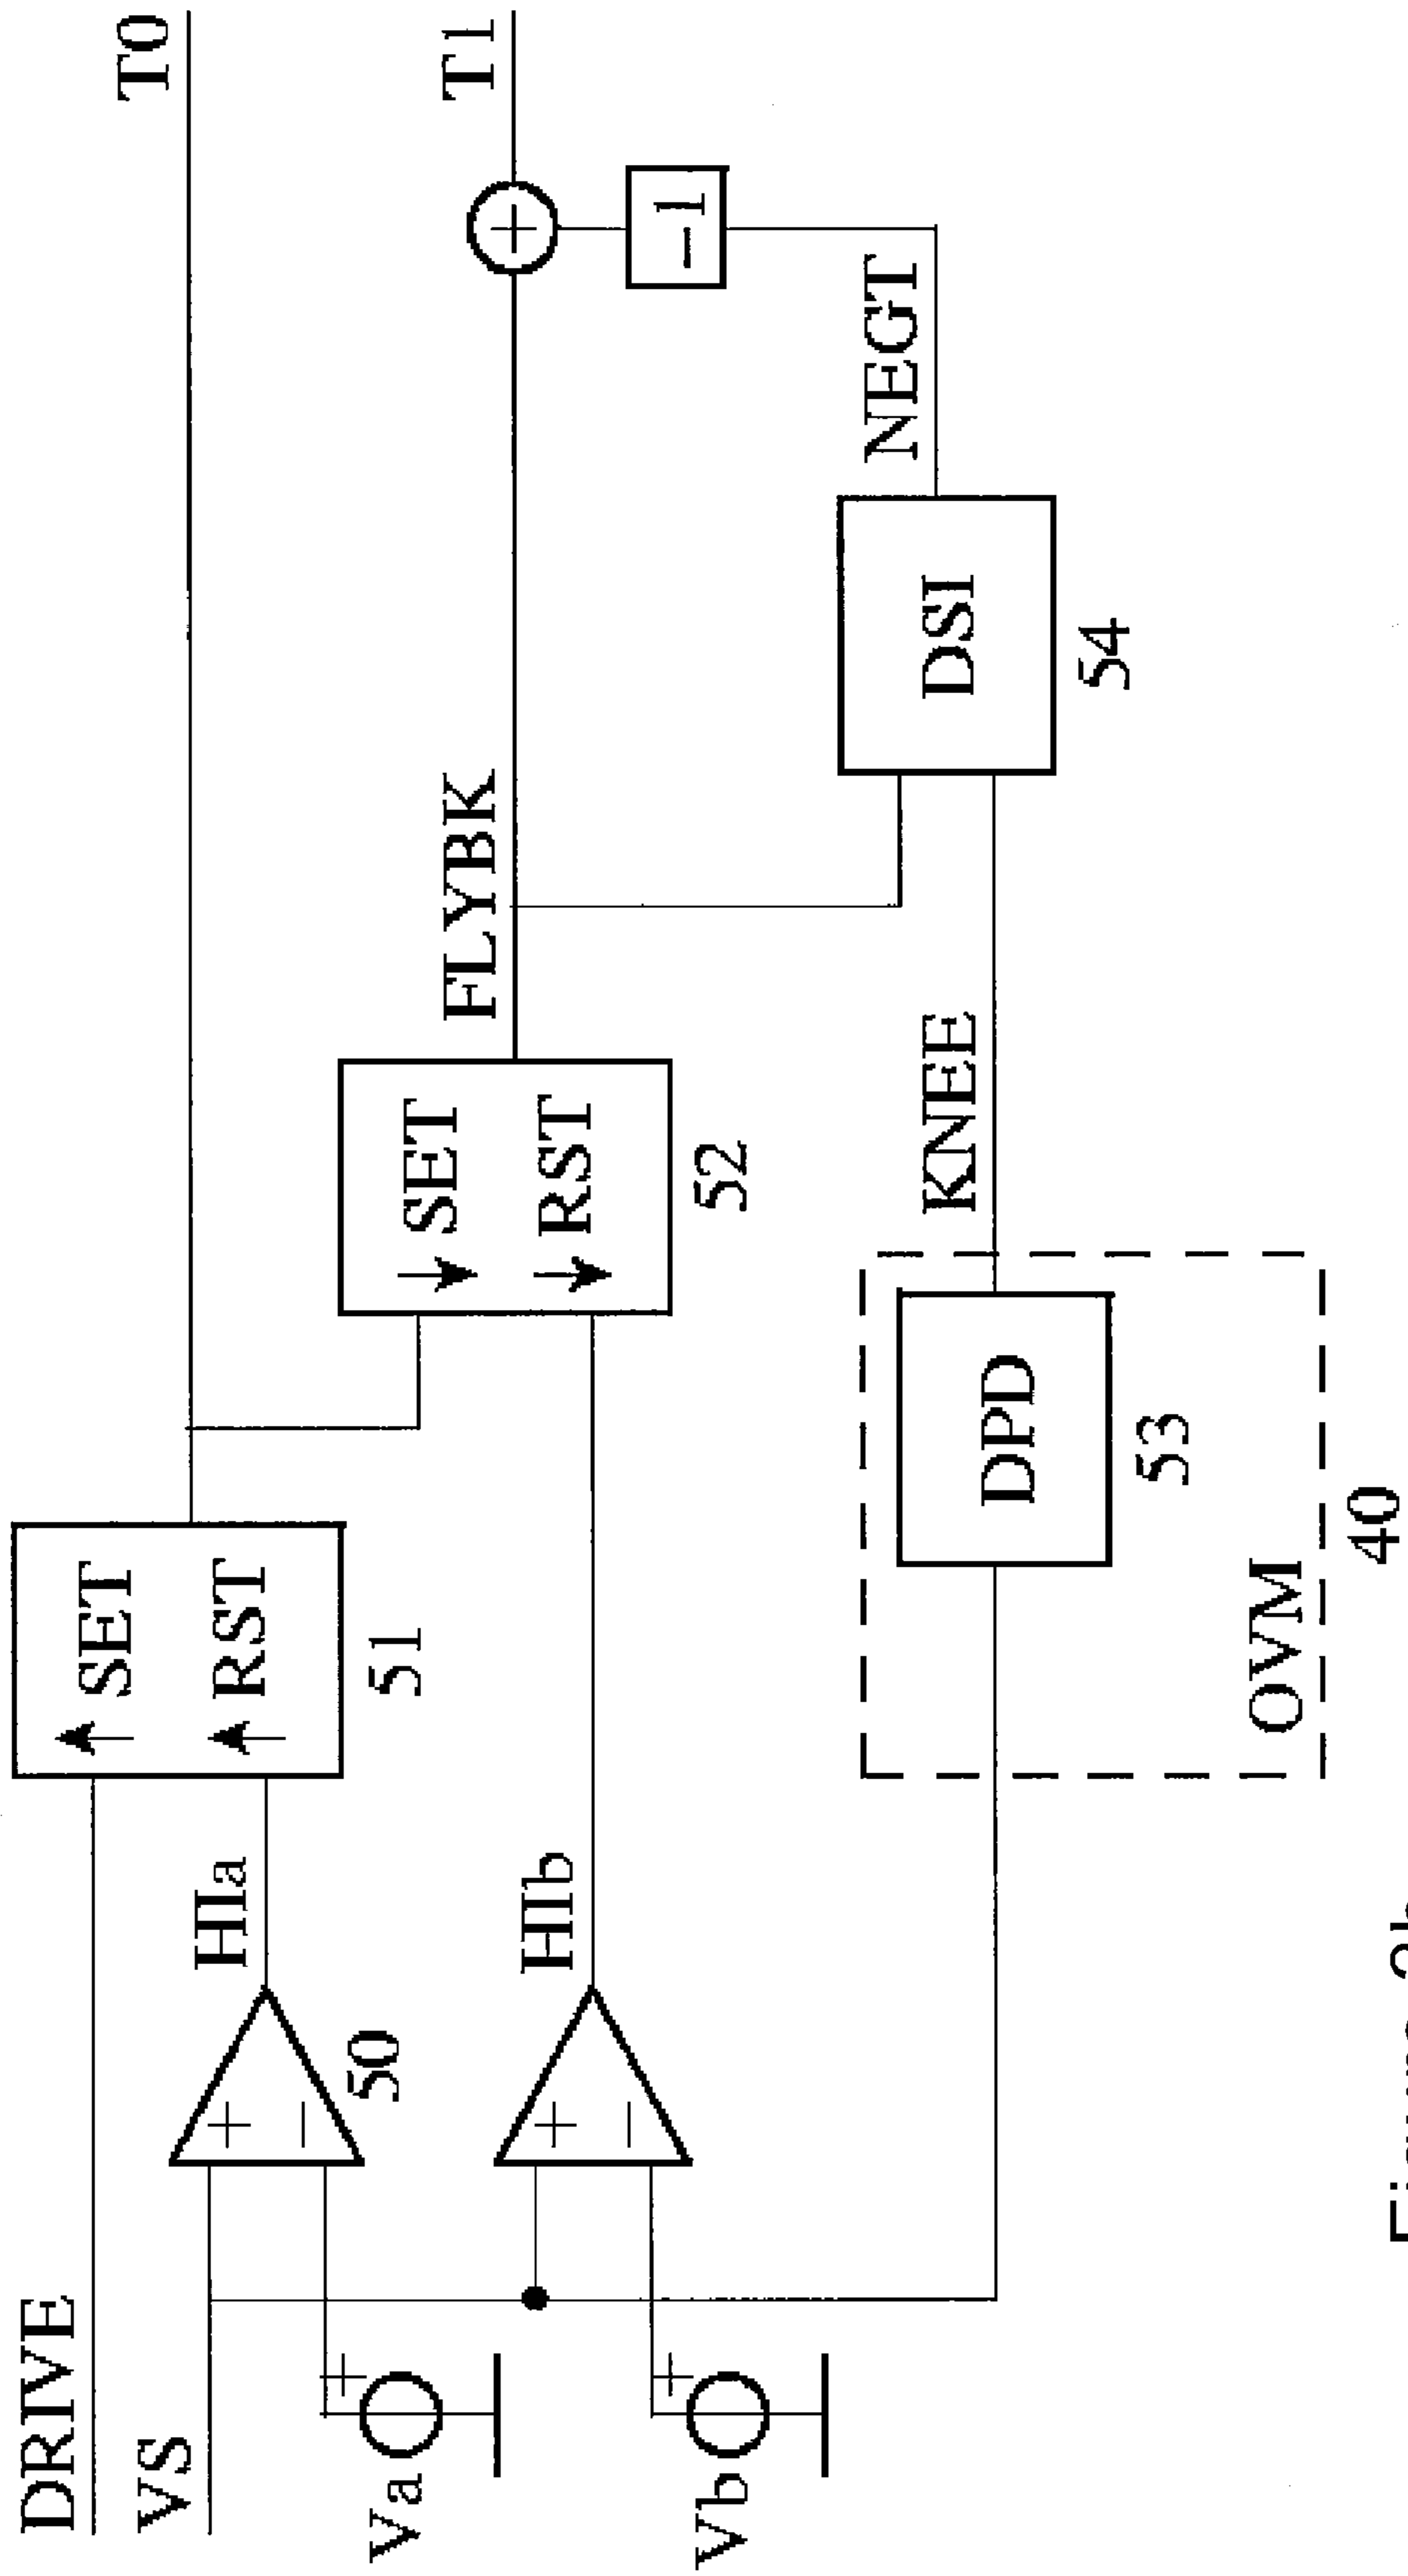 DRIVE
VS
Va
+
Vb
+
+
−
50
+
−
HIa
HIb
↑ SET
↑ RST
51
T0
↓ SET
↓ RST
52
FLYBK
+
T1
−1
DPD
53
OVM
40
KNEE
DSI
54
NEGT